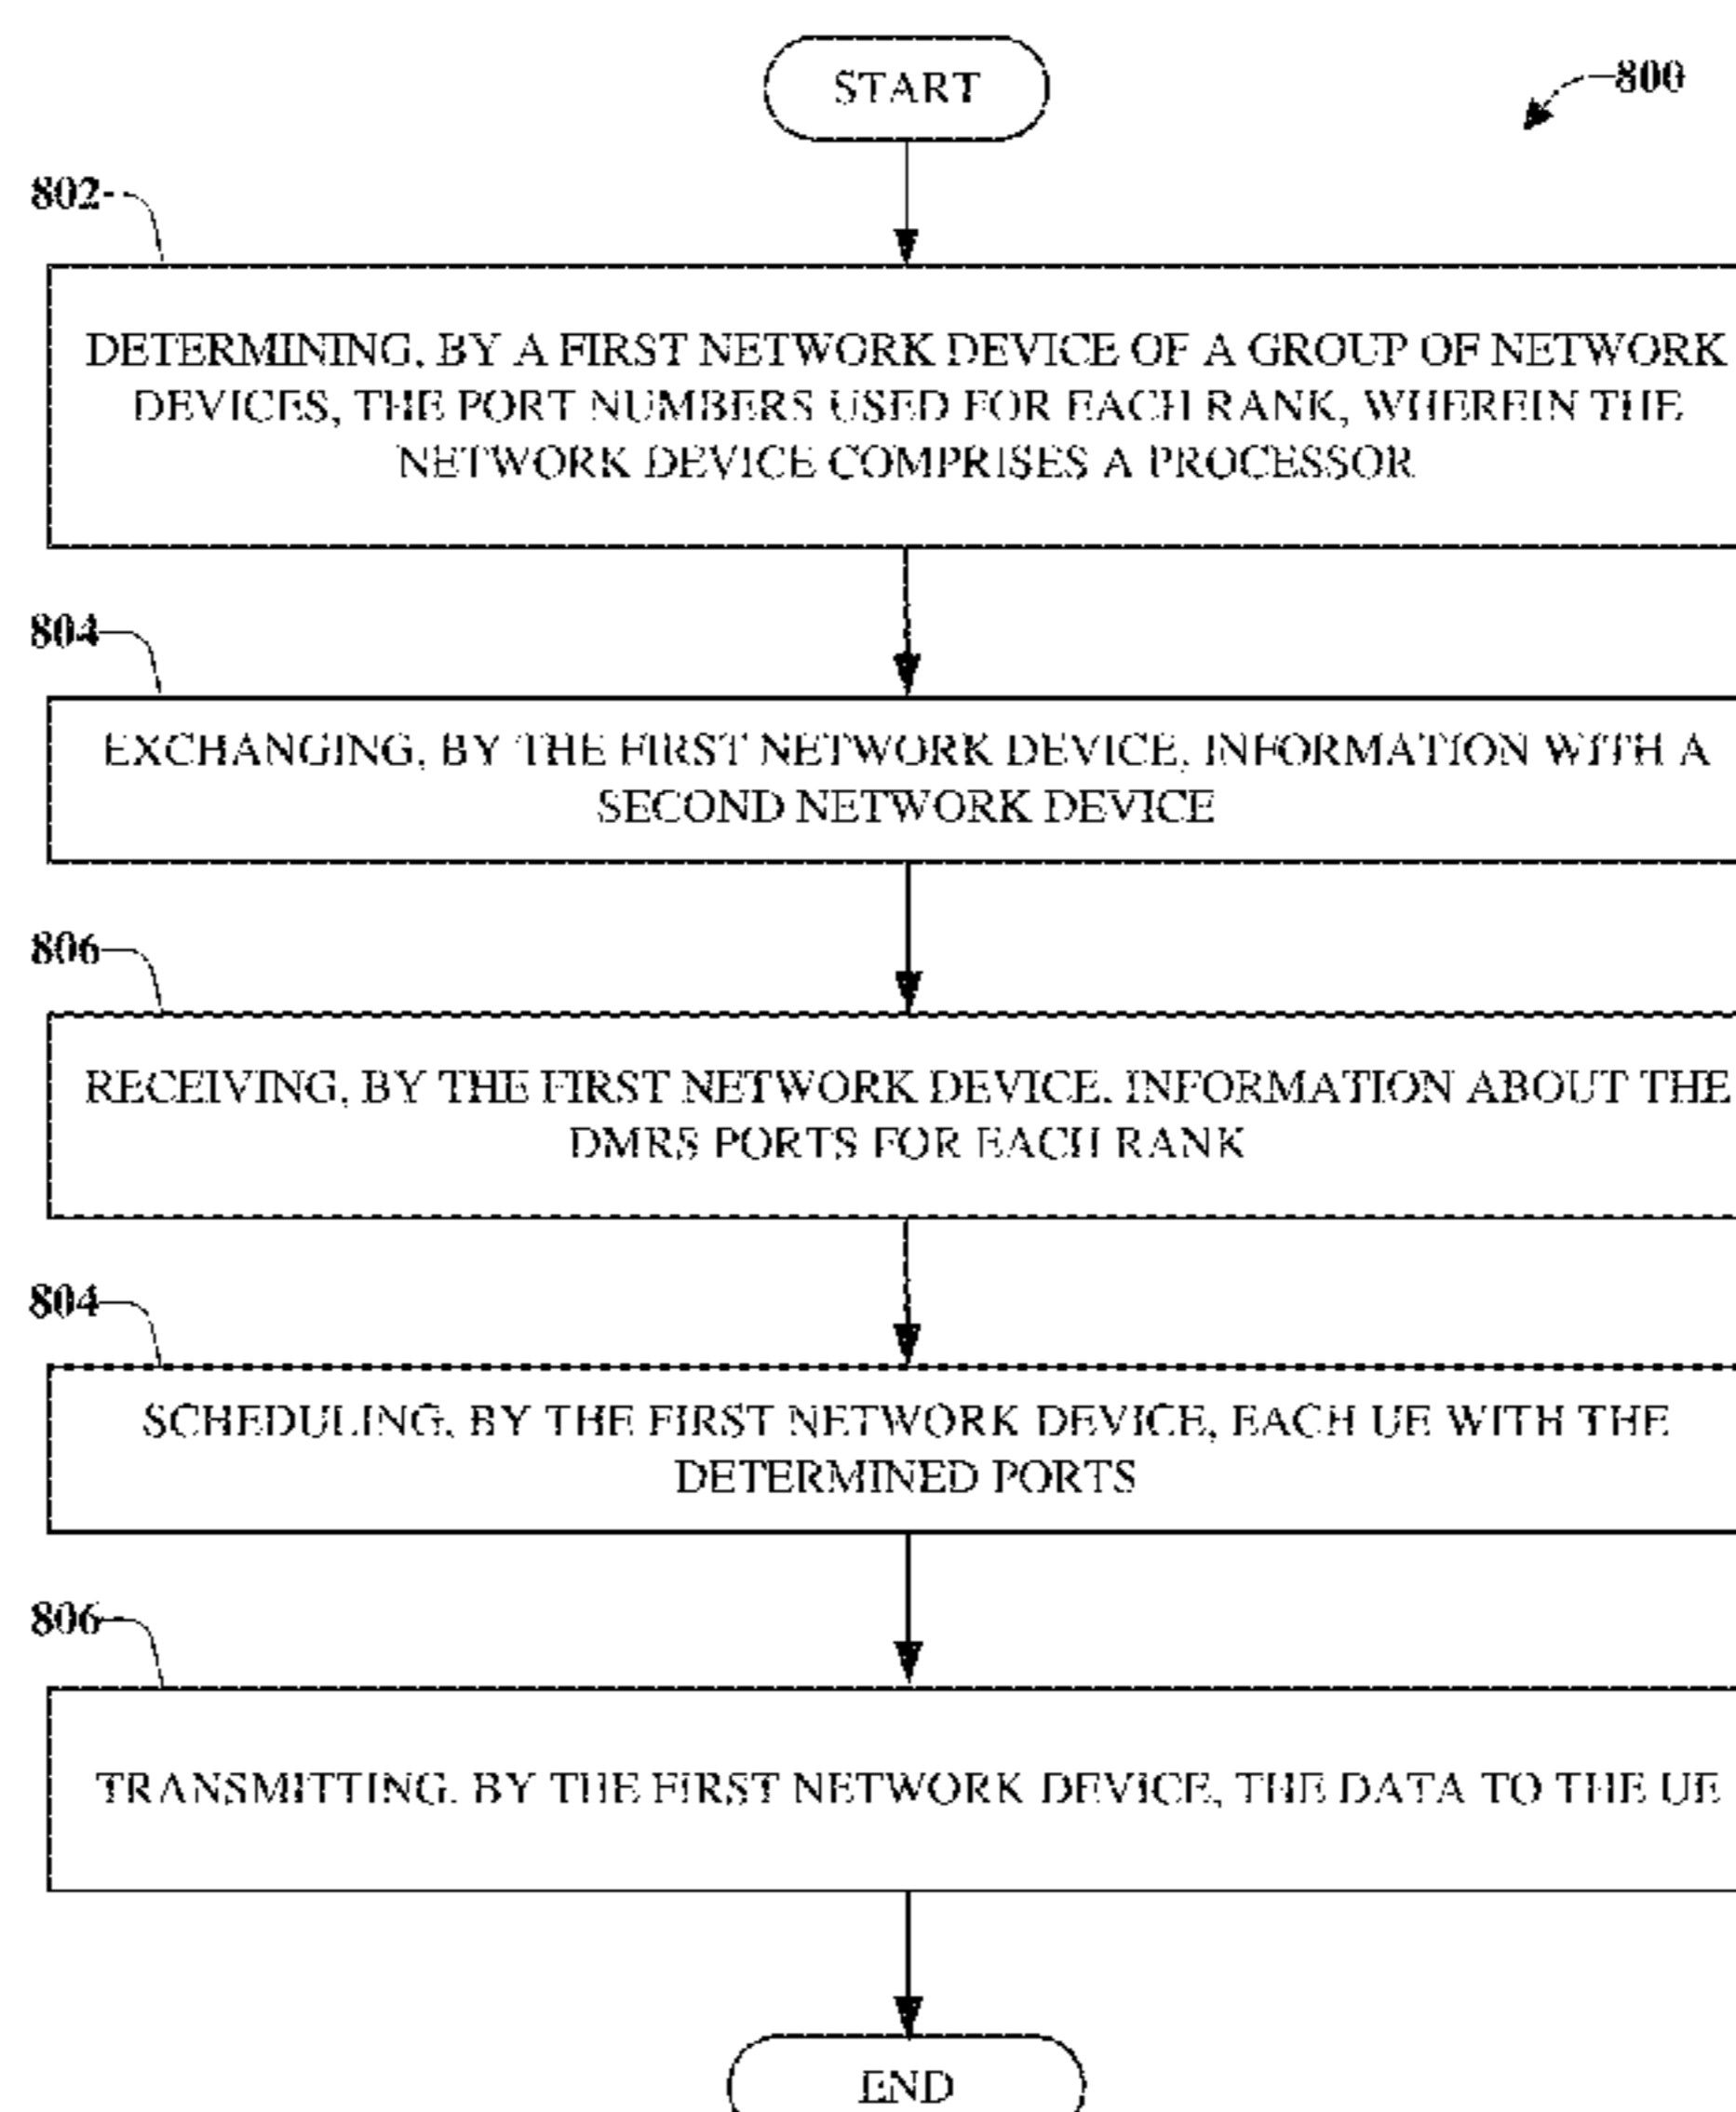 START
800
802
DETERMINING, BY A FIRST NETWORK DEVICE OF A GROUP OF NETWORK
DEVICES, THE PORT NUMBERS USED FOR EACH RANK, WHEREIN THE
NETWORK DEVICE COMPRISES A PROCESSOR
804
EXCHANGING, BY THE FIRST NETWORK DEVICE, INFORMATION WITH A
SECOND NETWORK DEVICE
806
RECEIVING, BY THE FIRST NETWORK DEVICE, INFORMATION ABOUT THE
DMRS PORTS FOR EACH RANK
804
SCHEDULING, BY THE FIRST NETWORK DEVICE, EACH UE WITH THE
DETERMINED PORTS
806
TRANSMITTING, BY THE FIRST NETWORK DEVICE, THE DATA TO THE UE
END